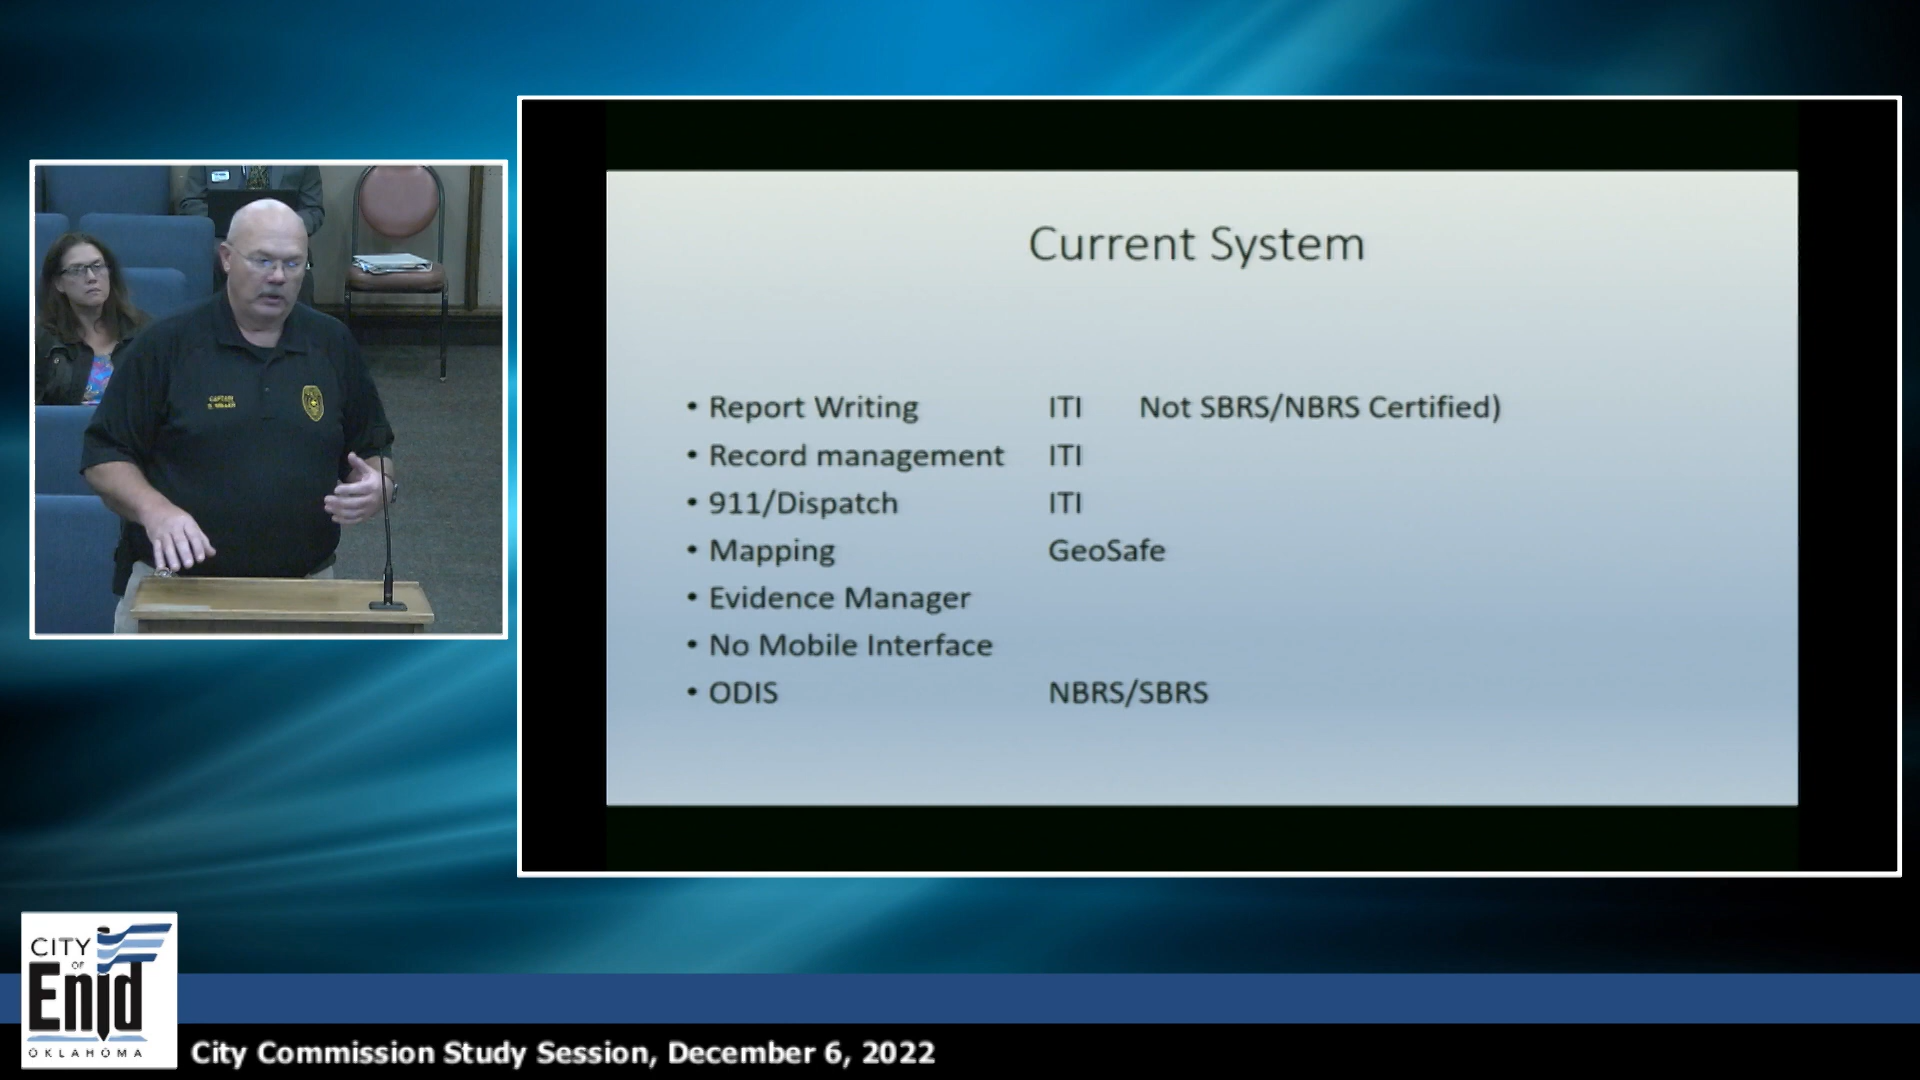 Current System
• Report Writing ITI Not SBRS/NBRS Certified)
• Record management ITI
• 911/Dispatch ITI
• Mapping GeoSafe
• Evidence Manager
• No Mobile Interface
• ODIS NBRS/SBRS
CAPTAIN
CITY
OF
Enid
OKLAHOMA
City Commission Study Session, December 6, 2022